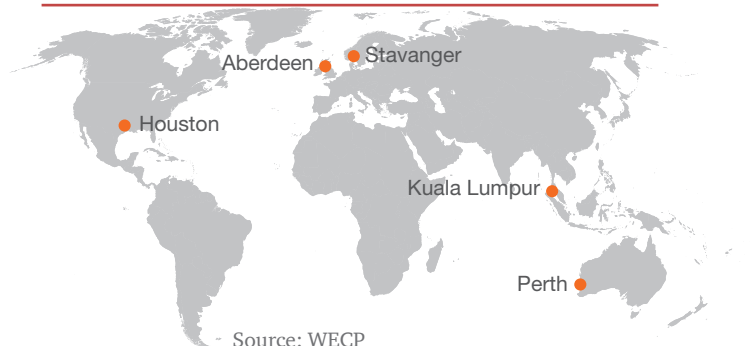 Stavanger
Aberdeen
Houston
Kuala Lumpur
Perth
Source: WECP